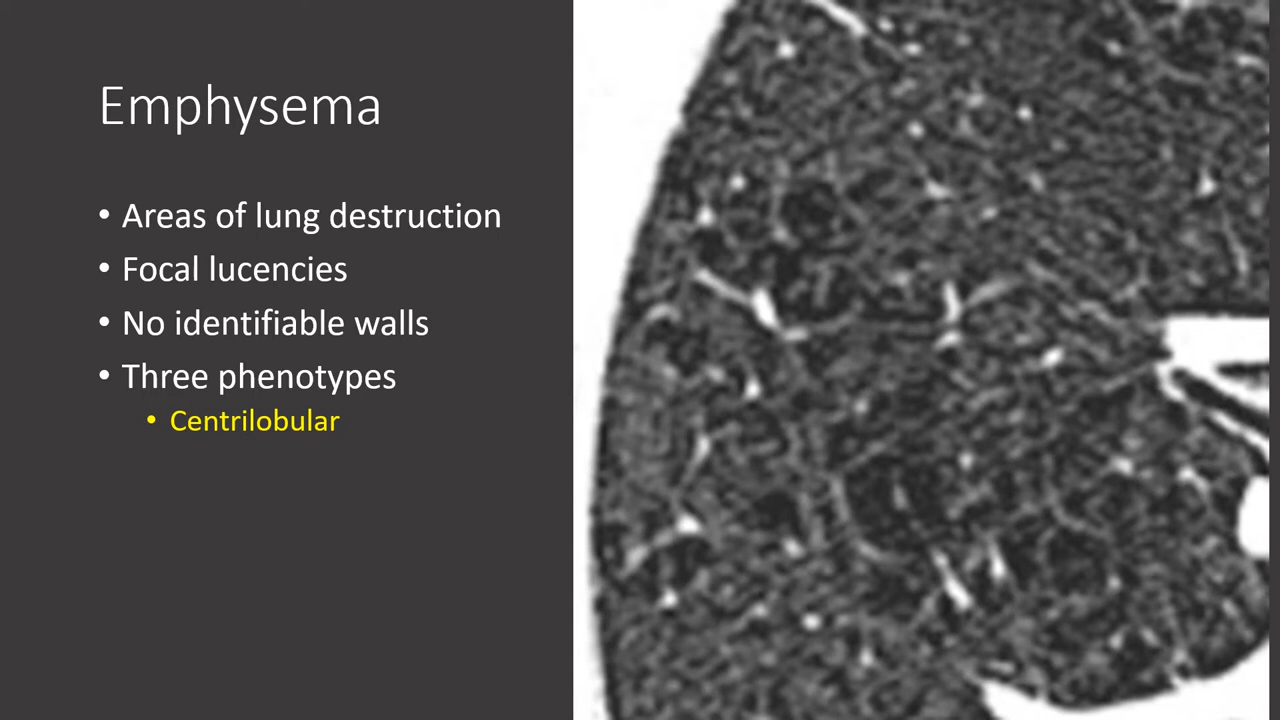 Emphysema
• Areas of lung destruction
• Focal lucencies
• No identifiable walls
• Three phenotypes
• Centrilobular